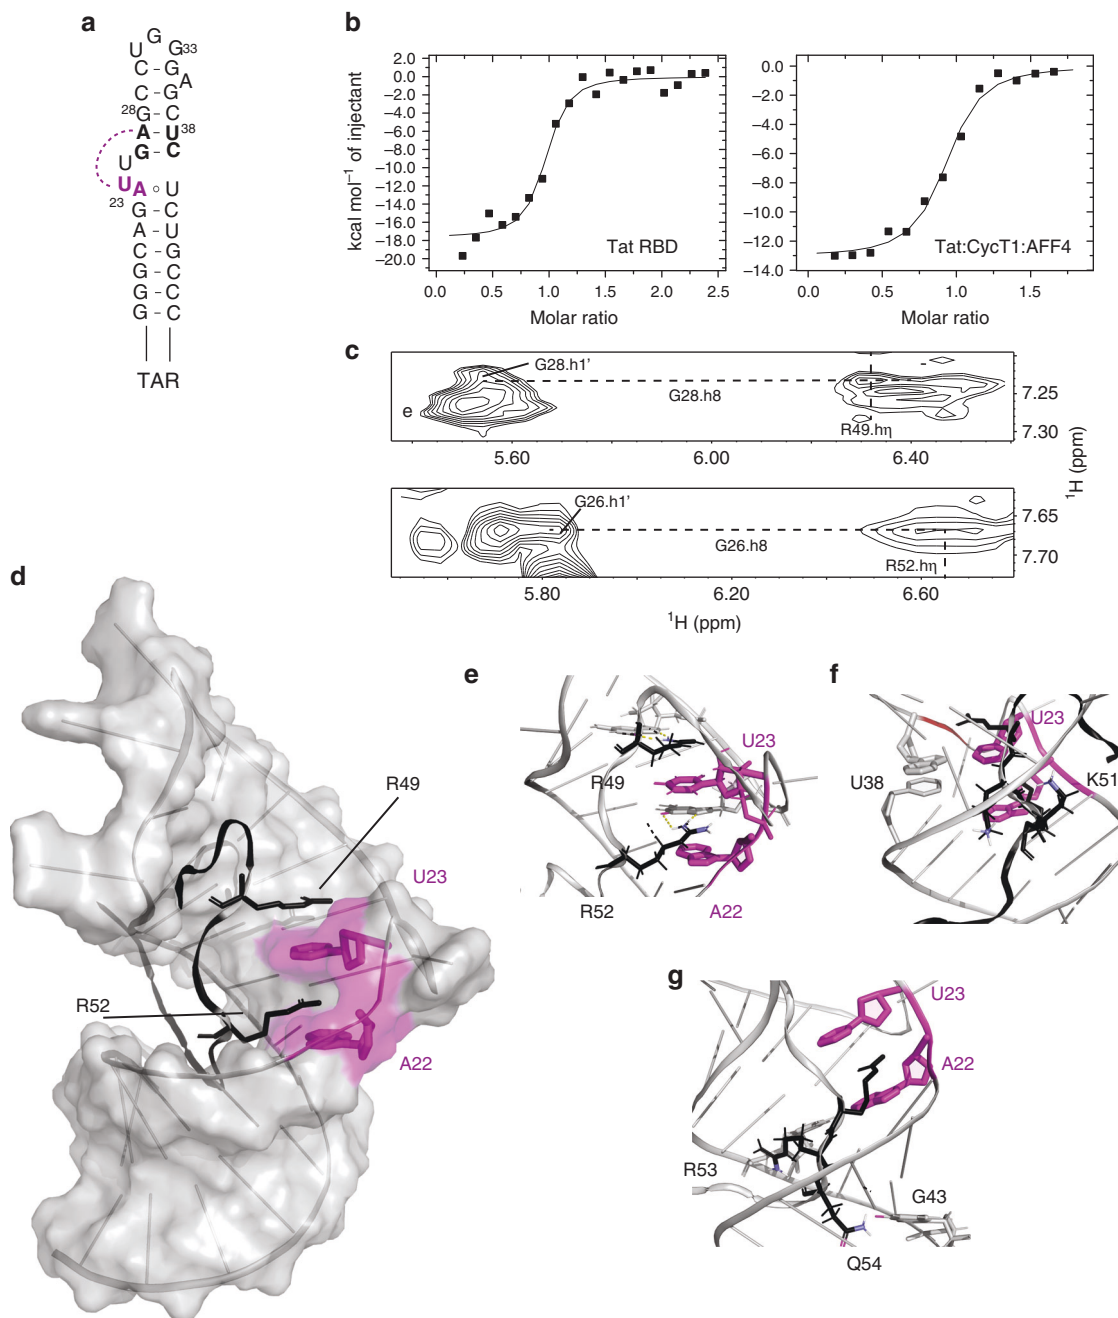 a
G
U G 33
C G
C A
G G
28 G - C 38
A - U
G - C
U
U A ○ U
23 G - C
A - U
C - G
G - C
G - C
G - C
TAR
b
kcal mol−1 of injectant
2.0
0.0
−2.0
−4.0
−6.0
−8.0
−10.0
−12.0
−14.0
−16.0
−18.0
−20.0
Tat RBD
0.0 0.5 1.0 1.5 2.0 2.5
Molar ratio
0.0
−2.0
−4.0
−6.0
−8.0
−10.0
−12.0
−14.0
Tat:CycT1:AFF4
0.0 0.5 1.0 1.5
Molar ratio
c
G28.h1'
e
G28.h8
R49.hη
7.25
7.30
5.60 6.00 6.40
1H (ppm)
G26.h1'
G26.h8
R52.hη
7.65
7.70
5.80 6.20 6.60
1H (ppm)
d
R49
U23
R52
A22
e
U23
R49
R52
A22
f
U23
U38
K51
g
U23
A22
R53
G43
Q54